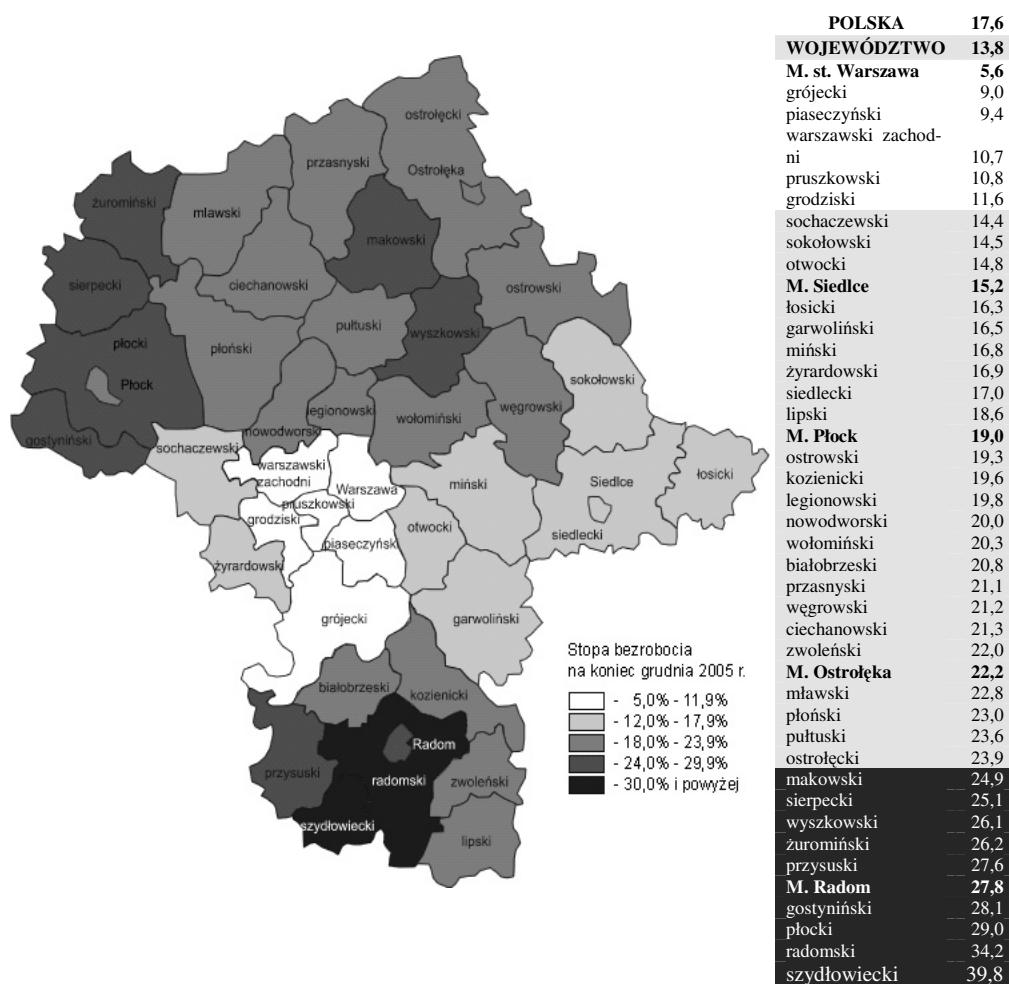 ostrołęcki
przasnyski
Ostrołęka
żuromiński
mławski
makowski
sierpecki
ciechanowski
ostrowski
pułtuski
wyszkowski
płocki
płoński
Płock
sokołowski
legionowski
wołomiński
węgrowski
gostyniński
nowodworski
sochaczewski
warszawski
zachodni
Warszawa
miński
Siedlce
łosicki
pruszkowski
grodziski
otwocki
piaseczyńsk
siedlecki
żyrardowski
grójecki
garwoliński
białobrzeski
kozienicki
Radom
przysuski
radomski
zwoleński
szydłowiecki
lipski
Stopa bezrobocia
na koniec grudnia 2005 r.
- 5,0% - 11,9%
- 12,0% - 17,9%
- 18,0% - 23,9%
- 24,0% - 29,9%
- 30,0% i powyżej
POLSKA 17,6
WOJEWÓDZTWO 13,8
M. st. Warszawa 5,6
grójecki 9,0
piaseczyński 9,4
warszawski zachod-
ni 10,7
pruszkowski 10,8
grodziski 11,6
sochaczewski 14,4
sokołowski 14,5
otwocki 14,8
M. Siedlce 15,2
łosicki 16,3
garwoliński 16,5
miński 16,8
żyrardowski 16,9
siedlecki 17,0
lipski 18,6
M. Płock 19,0
ostrowski 19,3
kozienicki 19,6
legionowski 19,8
nowodworski 20,0
wołomiński 20,3
białobrzeski 20,8
przasnyski 21,1
węgrowski 21,2
ciechanowski 21,3
zwoleński 22,0
M. Ostrołęka 22,2
mławski 22,8
płoński 23,0
pułtuski 23,6
ostrołęcki 23,9
makowski 24,9
sierpecki 25,1
wyszkowski 26,1
żuromiński 26,2
przysuski 27,6
M. Radom 27,8
gostyniński 28,1
płocki 29,0
radomski 34,2
szydłowiecki 39,8